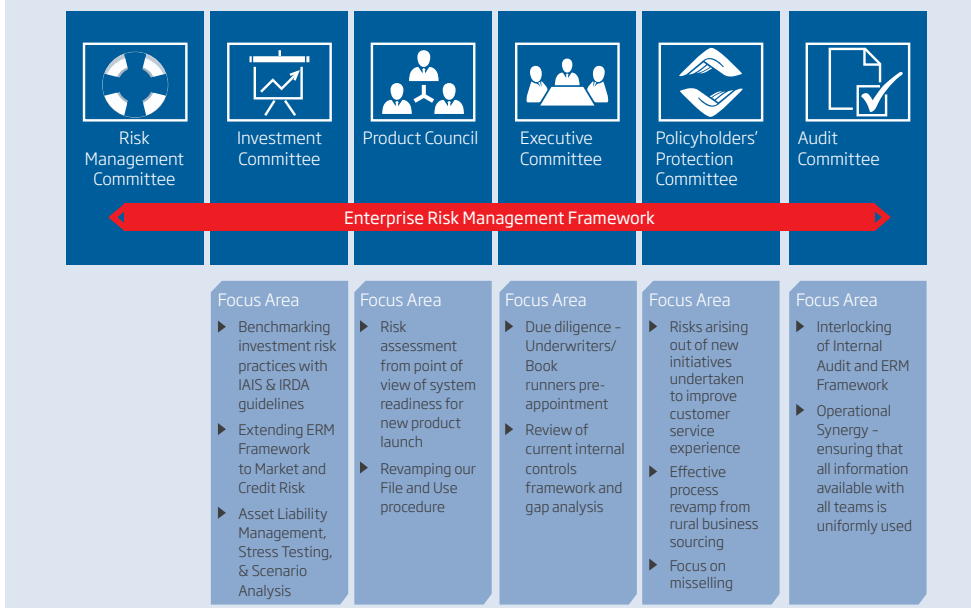 Risk
Management
Committee
Investment
Committee
Product Council
Executive
Committee
Policyholders'
Protection
Committee
Audit
Committee
Enterprise Risk Management Framework
Focus Area
Benchmarking
investment risk
practices with
IAIS & IRDA
guidelines
Extending ERM
Framework
to Market and
Credit Risk
Asset Liability
Management,
Stress Testing,
& Scenario
Analysis
Focus Area
Risk
assessment
from point of
view of system
readiness for
new product
launch
Revamping our
File and Use
procedure
Focus Area
Due diligence –
Underwriters/
Book
runners pre-
appointment
Review of
current internal
controls
framework and
gap analysis
Focus Area
Risks arising
out of new
initiatives
undertaken
to improve
customer
service
experience
Effective
process
revamp from
rural business
sourcing
Focus on
misselling
Focus Area
Interlocking
of Internal
Audit and ERM
Framework
Operational
Synergy –
ensuring that
all information
available with
all teams is
uniformly used